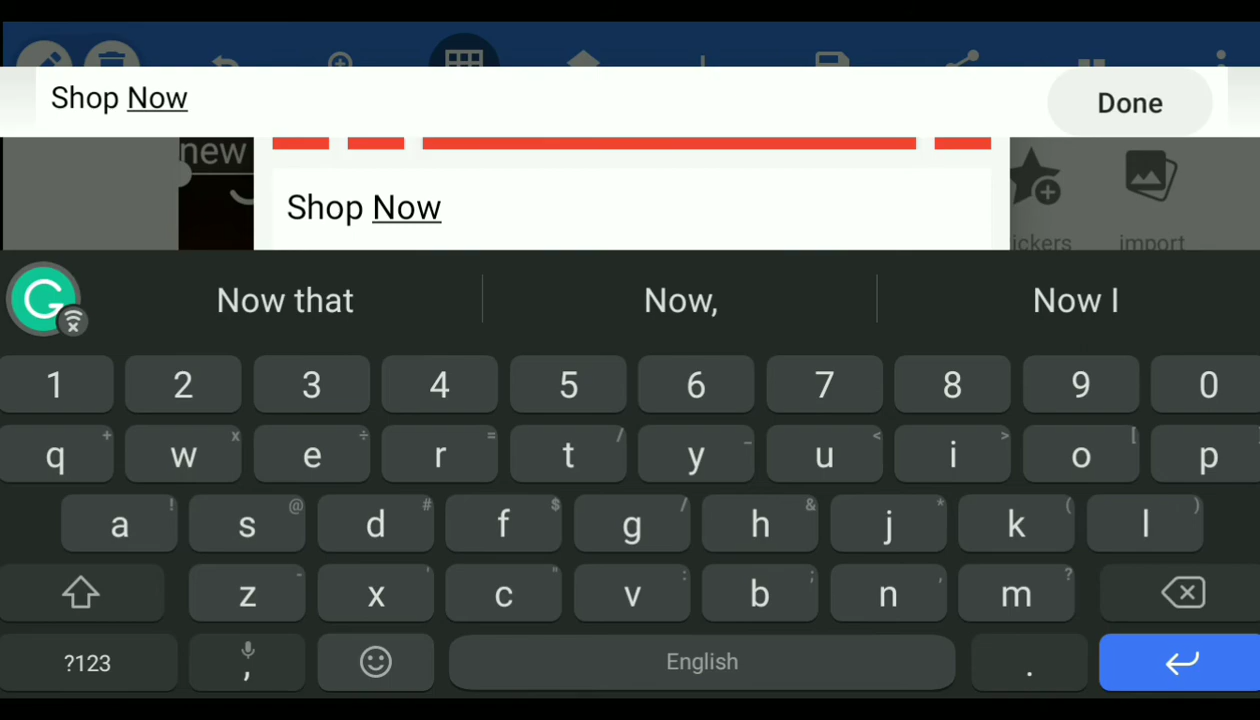 Shop Now
Done
new
Shop Now
ickers import
Now that Now, Now I
1 2 3 4 5 6 7 8 9 0
q + w x e ÷ r = t / y _ u < i > o [ p
a ! s @ d # f $ g / h & j * k ( l )
z - x ' c " v : b ; n , m ?
?123 , English .